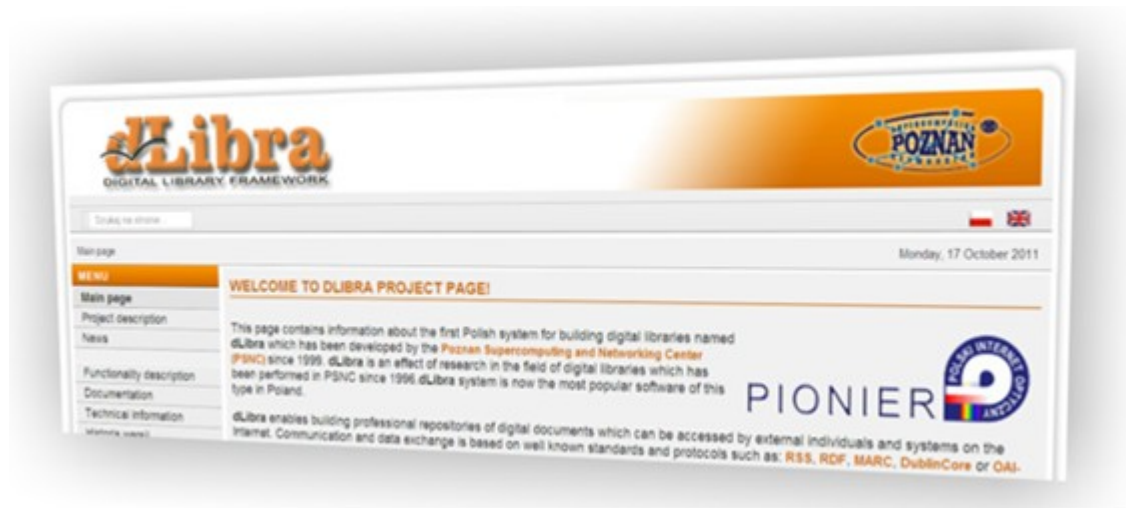 dLibra
DIGITAL LIBRARY FRAMEWORK
POZNAŃ
Szukaj na stronie
Main page
Monday, 17 October 2011
MENU
Main page
Project description
News
Functionality description
Documentation
Technical information
Historia wersji
WELCOME TO DLIBRA PROJECT PAGE!
This page contains information about the first Polish system for building digital libraries named
dLibra which has been developed by the Poznan Supercomputing and Networking Center
(PSNC) since 1999. dLibra is an effect of research in the field of digital libraries which has
been performed in PSNC since 1996.dLibra system is now the most popular software of this
type in Poland.
PIONIER
POLSKI INTERNET
OPTYCZNY
dLibra enables building professional repositories of digital documents which can be accessed by external individuals and systems on the
Internet. Communication and data exchange is based on well known standards and protocols such as: RSS, RDF, MARC, DublinCore or OAI-